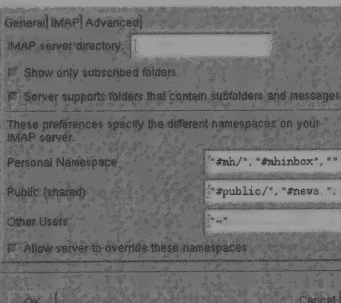 General IMAP Advanced
IMAP server directory:
Show only subscribed folders.
Server supports folders that contain subfolders and messages
These preferences specify the different namespaces on your
IMAP server.
Personal Namespace "#mh/", "#mhinbox", ""
Public (shared) "#public/", "#news.",
Other Users "~"
Allow server to override these namespaces
OK Cancel